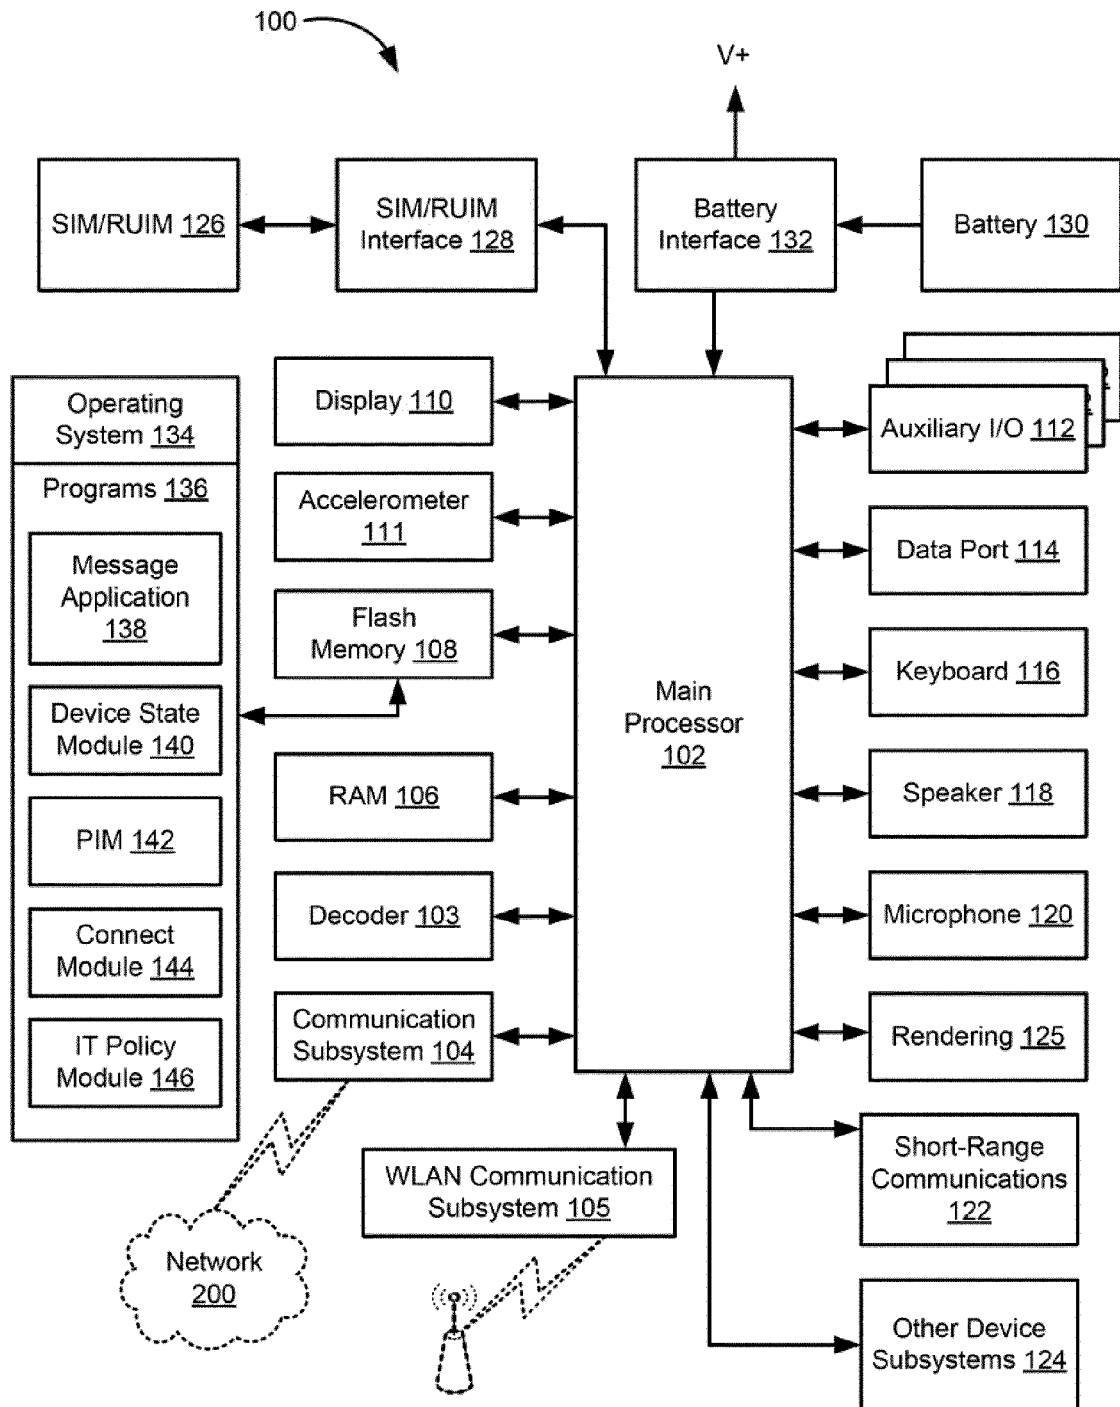 100
V+
SIM/RUIM 126
SIM/RUIM
Interface 128
Battery
Interface 132
Battery 130
Operating
System 134
Programs 136
Message
Application
138
Device State
Module 140
PIM 142
Connect
Module 144
IT Policy
Module 146
Display 110
Accelerometer
111
Flash
Memory 108
RAM 106
Decoder 103
Communication
Subsystem 104
Main
Processor
102
Auxiliary I/O 112
Data Port 114
Keyboard 116
Speaker 118
Microphone 120
Rendering 125
Short-Range
Communications
122
Other Device
Subsystems 124
WLAN Communication
Subsystem 105
Network
200